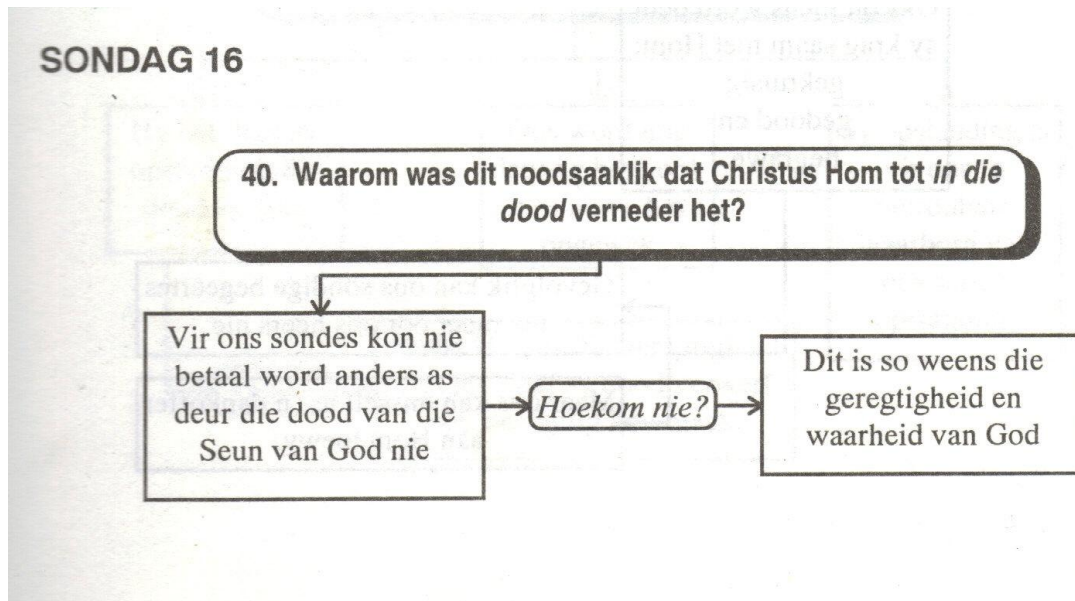 SONDAG 16
40. Waarom was dit noodsaaklik dat Christus Hom tot in die
dood verneder het?
Vir ons sondes kon nie
betaal word anders as
deur die dood van die
Seun van God nie
Hoekom nie?
Dit is so weens die
geregtigheid en
waarheid van God